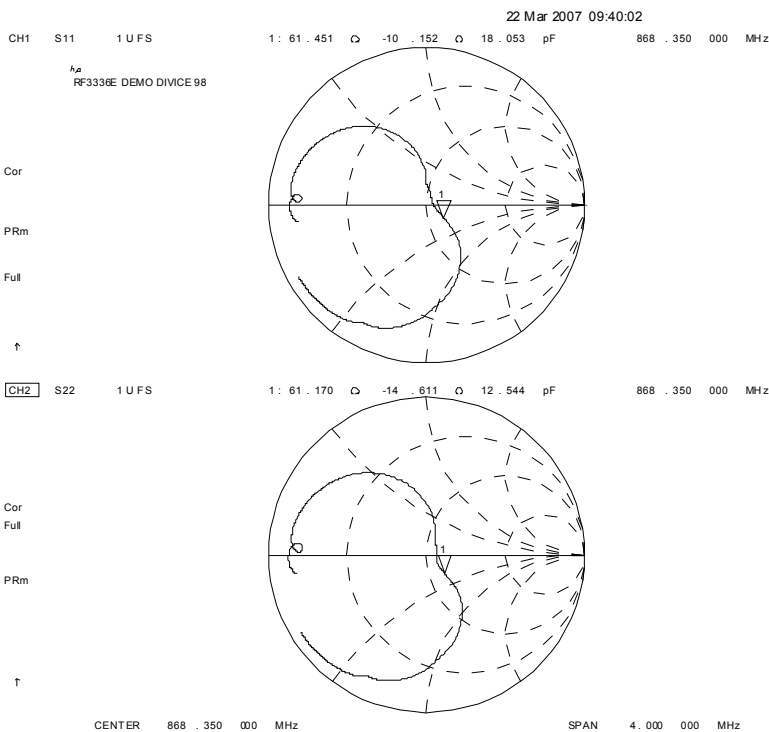 22 Mar 2007 09:40:02
CH1 S11 1 U FS 1: 61 . 451 Ω -10 . 152 Ω 18 . 053 pF 868 . 350 000 MHz
hp
RF3336E DEMO DIVICE 98
Cor
PRm
Full
↑
1
CH2 S22 1 U FS 1: 61 . 170 Ω -14 . 611 Ω 12 . 544 pF 868 . 350 000 MHz
Cor
Full
PRm
↑
1
CENTER 868 . 350 000 MHz SPAN 4 . 000 000 MHz